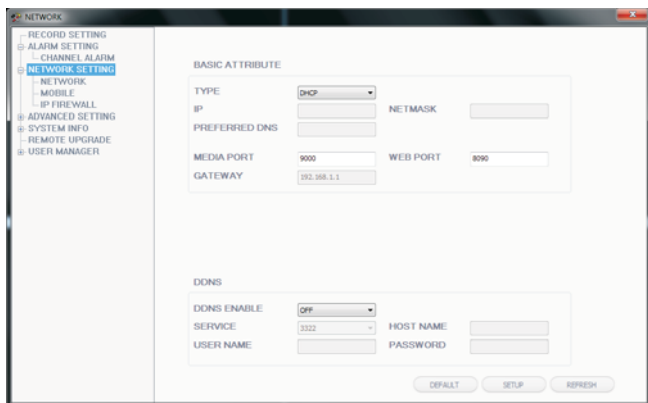 NETWORK
RECORD SETTING
ALARM SETTING
CHANNEL ALARM
NETWORK SETTING
NETWORK
MOBILE
IP FIREWALL
ADVANCED SETTING
SYSTEM INFO
REMOTE UPGRADE
USER MANAGER
BASIC ATTRIBUTE
TYPE DHCP
IP NETMASK
PREFERRED DNS
MEDIA PORT 9000 WEB PORT 8090
GATEWAY 192.168.1.1
DDNS
DDNS ENABLE OFF
SERVICE 3322 HOST NAME
USER NAME PASSWORD
DEFAULT SETUP REFRESH